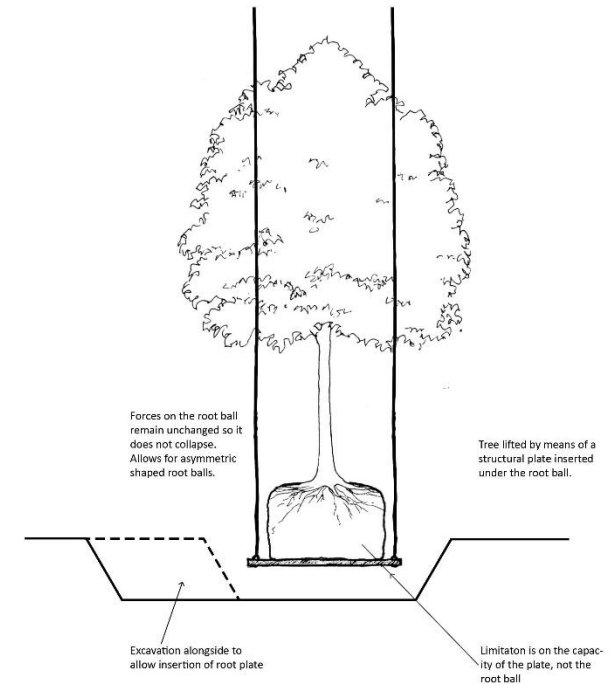 Forces on the root ball
remain unchanged so it
does not collapse.
Allows for asymmetric
shaped root balls.
Tree lifted by means of a
structural plate inserted
under the root ball.
Excavation alongside to
allow insertion of root plate
Limitaton is on the capac-
ity of the plate, not the
root ball